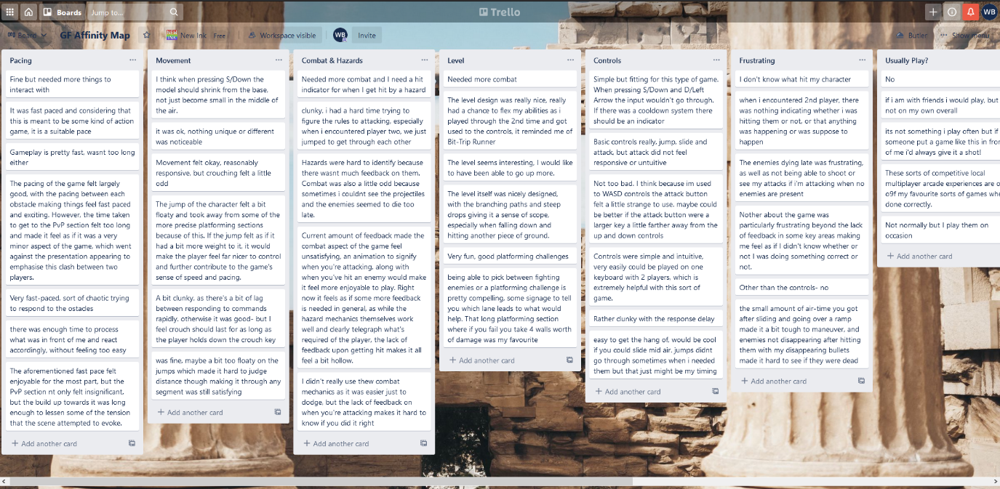 Boards
Jump to...
Trello
WB
Board
GF Affinity Map
New Ink
Free
Workspace visible
WB
Invite
Butler
Show menu
Pacing
Fine but needed more things to
interact with
It was fast paced and considering that
this is meant to be some kind of action
game, it is a suitable pace
Gameplay is pretty fast, wasnt too long
either
The pacing of the game felt largely
good, with the pacing between each
obstacle making things feel fast paced
and exciting. However, the time taken
to get to the PvP section felt too long
and made it feel as if it was a very
minor aspect of the game, which went
against the presentation appearing to
emphasise this clash between two
players.
Very fast-paced, sort of chaotic trying
to respond to the ostades
there was enough time to process
what was in front of me and react
accordingly, without feeling too easy
The aforementioned fast pace felt
enjoyable for the most part, but the
PvP section nt only felt insignificant,
but the build up towards it was long
enough to lessen some of the tension
that the scene attempted to evoke.
Add another card
Movement
I think when pressing S/Down the
model should shrink from the base,
not just become small in the middle of
the air.
it was ok, nothing unique or different
was noticeable
Movement felt okay, reasonably
responsive. but crouching felt a little
odd
The jump of the character felt a bit
floaty and took away from some of the
more precise platforming sections
because of this. If the jump felt as if it
had a bit more weight to it, it would
make the player feel far nicer to control
and further contribute to the game's
sense of speed and pacing.
A bit clunky, as there's a bit of lag
between responding to commands
rapidly. otherwise it was good- but I
feel crouch should last for as long as
the player holds down the crouch key
was fine, maybe a bit too floaty on the
jumps which made it hard to judge
distance though making it through any
segment was still satisfying
Add another card
Combat & Hazards
Needed more combat and I need a hit
indicator for when I get hit by a hazard
clunky. i had a hard time trying to
figure the rules to attacking, especially
when i encountered player two, we just
jumped to get through each other
Hazards were hard to identify because
there wasnt much feedback on them.
Combat was also a little odd because
sometimes i couldnt see the projectiles
and the enemies seemed to die too
late.
Current amount of feedback made the
combat aspect of the game feel
unsatisfying, an animation to signify
when you're attacking, along with
when you've hit an enemy would make
it feel more enjoyable to play. Right
now it feels as if some more feedback
is needed in general, as while the
hazard mechanics themselves work
well and clearly telegraph what's
required of the player, the lack of
feedback upon getting hit makes it all
feel a bit hollow.
I didn't really use thew combat
mechanics as it was easier just to
dodge, but the lack of feedback on
when you're attacking makes it hard to
know if you did it right
Add another card
Level
Needed more combat
The level design was really nice, really
had a chance to flex my abilities as i
played through the 2nd time and got
used to the controls, it reminded me of
Bit-Trip Runner
The level seems interesting, I would like
to have been able to go up more.
The level itself was nicely designed,
with the branching paths and steep
drops giving it a sense of scope,
especially when falling down and
hitting another piece of ground.
Very fun, good platforming challenges
being able to pick between fighting
enemies or a platforming challenge is
pretty compelling, some signage to tell
you which lane leads to what would
help. That long platforming section
where if you fail you take 4 walls worth
of damage was my favourite
Add another card
Controls
Simple but fitting for this type of game.
When pressing S/Down and D/Left
Arrow the input wouldn't go through.
If there was a cooldown system there
should be an indicator
Basic controls really, jump, slide and
attack, but attack did not feel
responsive or untuitive
Not too bad. I think because im used
to WASD controls the attack button
felt a little strange to use. maybe could
be better if the attack button were a
larger key a little farther away from the
up and down controls
Controls were simple and intuitive,
very easily could be played on one
keyboard with 2 players, which is
extremely helpful with this sort of
game.
Rather clunky with the response delay
easy to get the hang of, would be cool
if you could slide mid air. jumps didnt
go through sometimes when i needed
them but that just might be my timing
Add another card
Frustrating
I don't know what hit my character
when i encountered 2nd player, there
was nothing indicating whether i was
hitting them or not, or that anything
was happening or was suppose to
happen
The enemies dying late was frustrating,
as well as not being able to shoot or
see my attacks if i'm attacking when no
enemies are present
Nother about the game was
particularly frustrating beyond the lack
of feedback in some key areas making
me feel as if I didn't know whether or
not I was doing something correct or
not.
Other than the controls- no
the small amount of air-time you got
after sliding and going over a ramp
made it a bit tough to maneuver, and
enemies not disappearing after hitting
them with my disappearing bullets
made it hard to see if they were dead
Add another card
Usually Play?
No
if i am with friends i would play, but
not on my own overall
its not something i play often but if
someone put a game like this in fron
of me i'd always give it a shot!
These sorts of competitive local
multiplayer arcade experiences are o
o9f my favourite sorts of games whe
done correctly.
Not normally but I play them on
occasion
Add another card